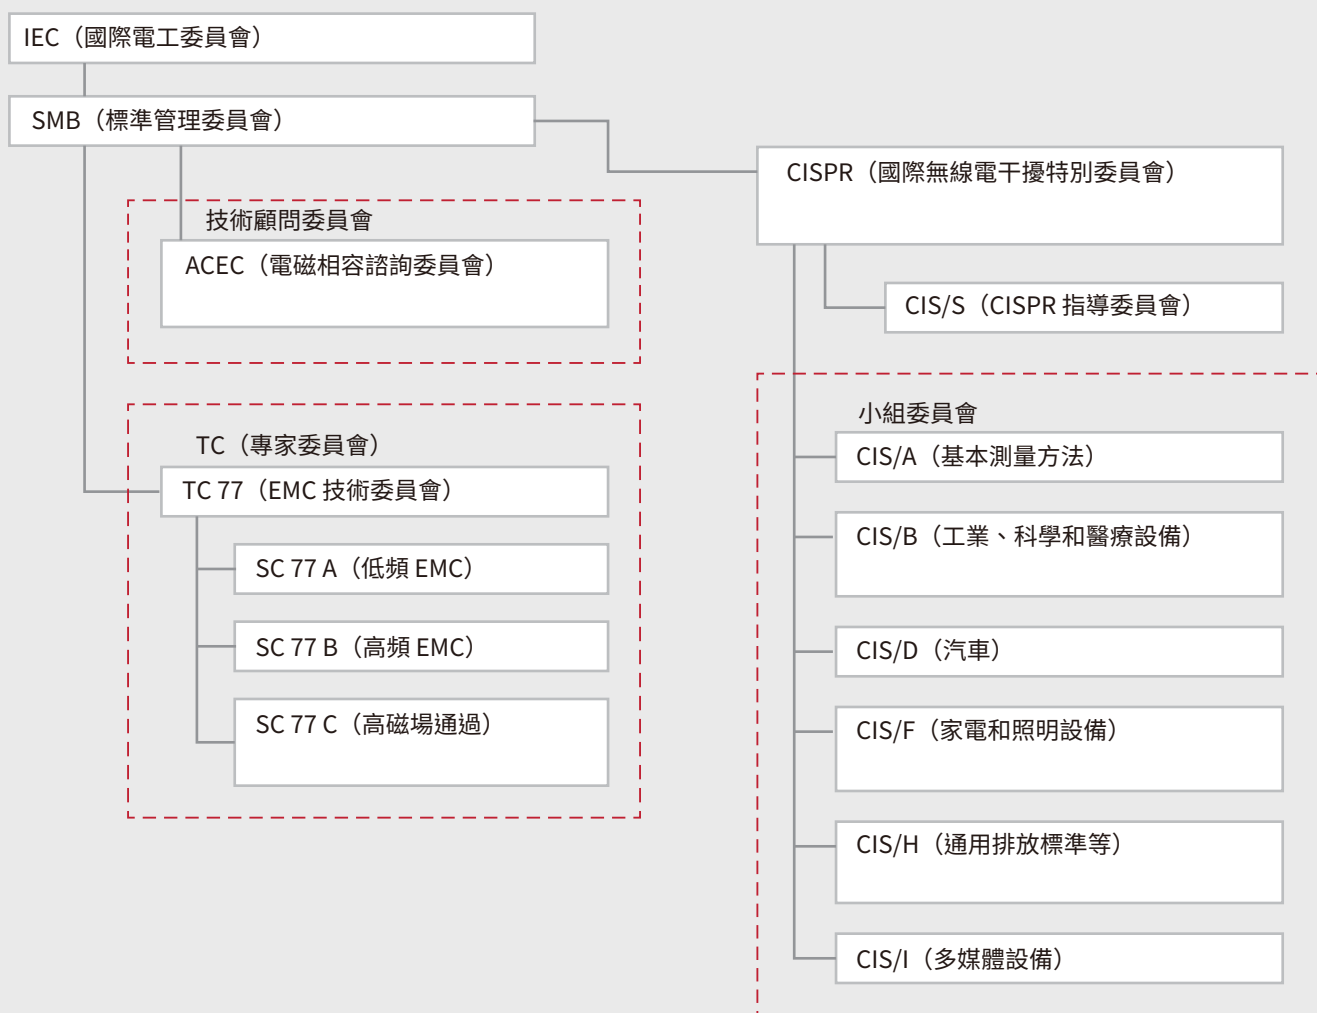 IEC（國際電工委員會）
SMB（標準管理委員會）
技術顧問委員會
ACEC（電磁相容諮詢委員會）
TC（專家委員會）
TC 77（EMC 技術委員會）
SC 77 A（低頻 EMC）
SC 77 B（高頻 EMC）
SC 77 C（高磁場通過）
CISPR（國際無線電干擾特別委員會）
CIS/S（CISPR 指導委員會）
小組委員會
CIS/A（基本測量方法）
CIS/B（工業、科學和醫療設備）
CIS/D（汽車）
CIS/F（家電和照明設備）
CIS/H（通用排放標準等）
CIS/I（多媒體設備）